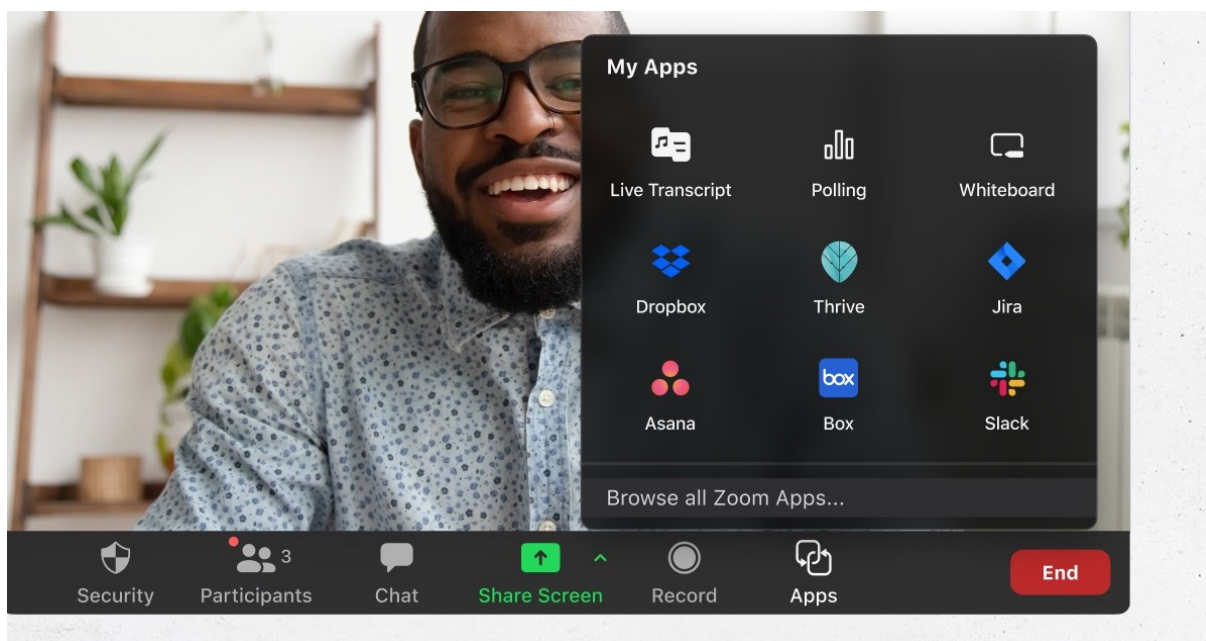 My Apps
Live Transcript Polling Whiteboard
Dropbox Thrive Jira
box
Asana Box Slack
Browse all Zoom Apps...
3
Security Participants Chat Share Screen Record Apps End